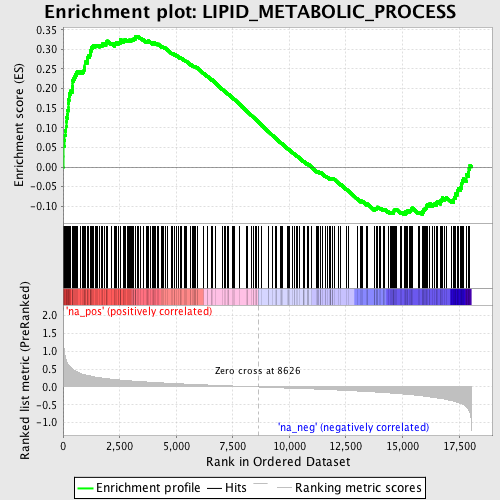 Enrichment plot: LIPID_METABOLIC_PROCESS
Enrichment score (ES)
0.35
0.30
0.25
0.20
0.15
0.10
0.05
0.00
-0.05
-0.10
Ranked list metric (PreRanked)
'na_pos' (positively correlated)
2.0
1.5
1.0
0.5
0.0
-0.5
-1.0
Zero cross at 8626
'na_neg' (negatively correlated)
0 2,500 5,000 7,500 10,000 12,500 15,000 17,500
Rank in Ordered Dataset
Enrichment profile Hits Ranking metric scores